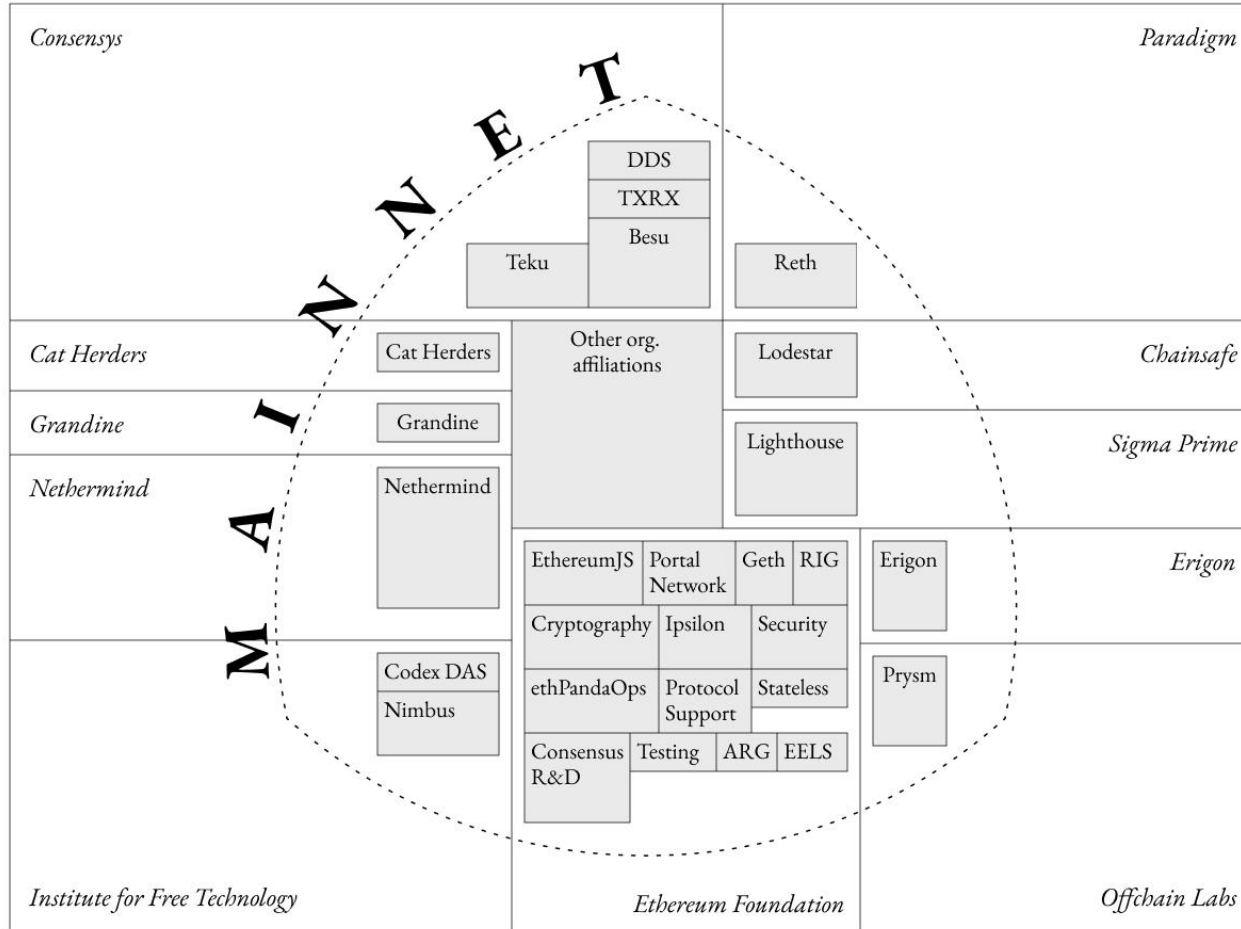 Consensys
Paradigm
MAINNET
DDS
TXRX
Besu
Teku
Reth
Cat Herders
Cat Herders
Other org.
affiliations
Lodestar
Chainsafe
Grandine
Grandine
Lighthouse
Sigma Prime
Nethermind
Nethermind
EthereumJS
Portal
Network
Geth
RIG
Erigon
Erigon
Cryptography
Ipsilon
Security
Codex DAS
Nimbus
ethPandaOps
Protocol
Support
Stateless
Prysm
Consensus
R&D
Testing
ARG
EELS
Institute for Free Technology
Ethereum Foundation
Offchain Labs